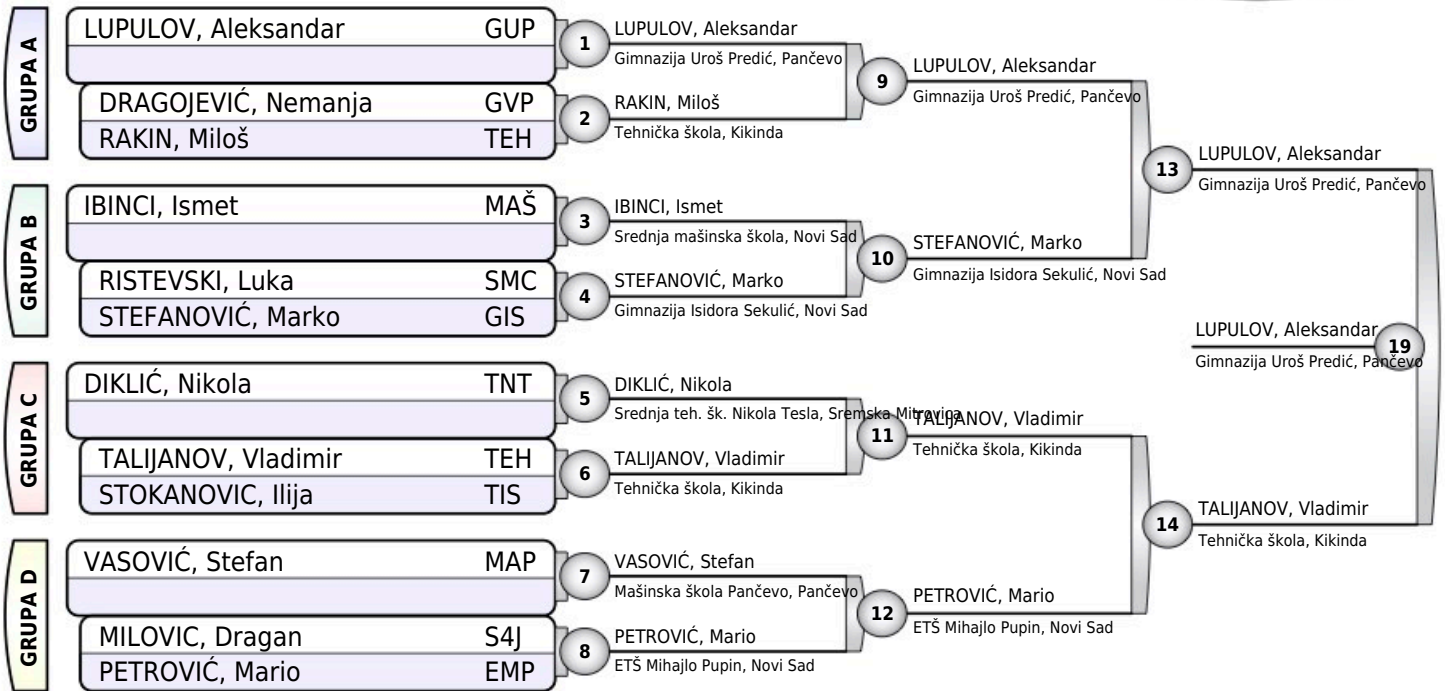 GRUPA A
LUPULOV, Aleksandar GUP
DRAGOJEVIĆ, Nemanja GVP
RAKIN, Miloš TEH
1
LUPULOV, Aleksandar
Gimnazija Uroš Predić, Pančevo
2
RAKIN, Miloš
Tehnička škola, Kikinda
9
LUPULOV, Aleksandar
Gimnazija Uroš Predić, Pančevo
GRUPA B
IBINCI, Ismet MAŠ
RISTEVSKI, Luka SMC
STEFANOVIĆ, Marko GIS
3
IBINCI, Ismet
Srednja mašinska škola, Novi Sad
4
STEFANOVIĆ, Marko
Gimnazija Isidora Sekulić, Novi Sad
10
STEFANOVIĆ, Marko
Gimnazija Isidora Sekulić, Novi Sad
13
LUPULOV, Aleksandar
Gimnazija Uroš Predić, Pančevo
GRUPA C
DIKLIĆ, Nikola TNT
TALIJANOV, Vladimir TEH
STOKANOVIC, Ilija TIS
5
DIKLIĆ, Nikola
Srednja teh. šk. Nikola Tesla, Sremska Mitrovica
6
TALIJANOV, Vladimir
Tehnička škola, Kikinda
11
TALIJANOV, Vladimir
Tehnička škola, Kikinda
GRUPA D
VASOVIĆ, Stefan MAP
MILOVIC, Dragan S4J
PETROVIĆ, Mario EMP
7
VASOVIĆ, Stefan
Mašinska škola Pančevo, Pančevo
8
PETROVIĆ, Mario
ETŠ Mihajlo Pupin, Novi Sad
12
PETROVIĆ, Mario
ETŠ Mihajlo Pupin, Novi Sad
14
TALIJANOV, Vladimir
Tehnička škola, Kikinda
LUPULOV, Aleksandar
19
Gimnazija Uroš Predić, Pančevo